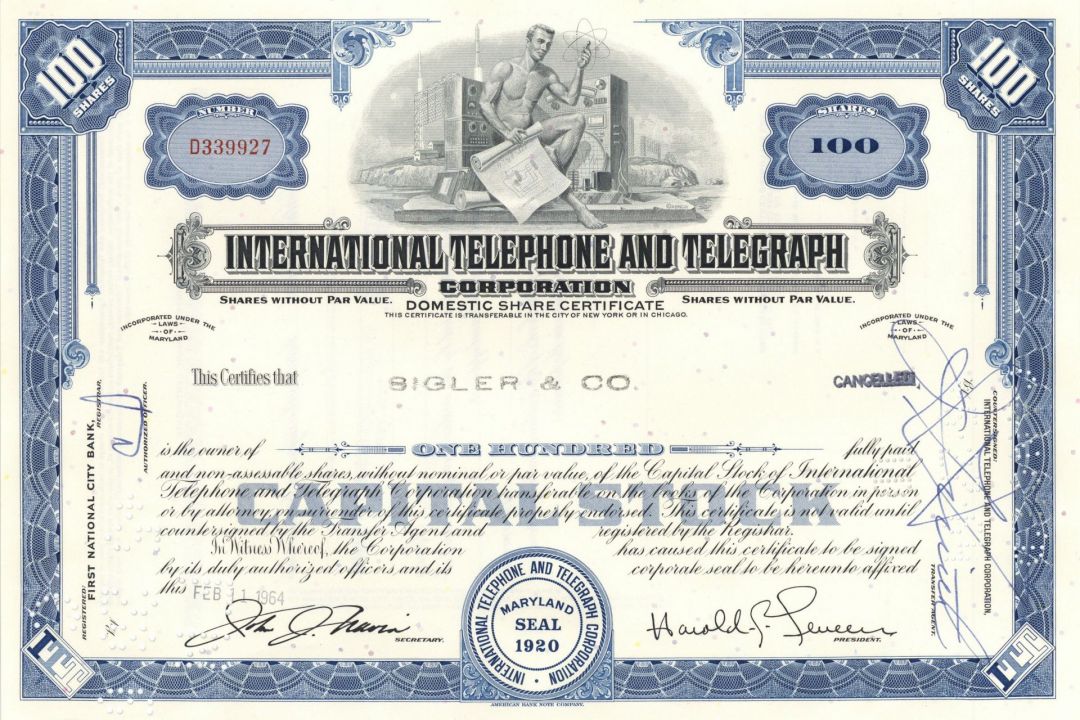 100 SHARES
100 SHARES
NUMBER
D339927
SHARES
100
INTERNATIONAL TELEPHONE AND TELEGRAPH
CORPORATION
SHARES WITHOUT PAR VALUE.
SHARES WITHOUT PAR VALUE.
DOMESTIC SHARE CERTIFICATE
THIS CERTIFICATE IS TRANSFERABLE IN THE CITY OF NEW YORK OR IN CHICAGO.
INCORPORATED UNDER THE
LAWS
OF
MARYLAND
INCORPORATED UNDER THE
LAWS
OF
MARYLAND
This Certifies that
SIGLER & CO.
CANCELLED
is the owner of
ONE HUNDRED
fully paid
and non-assessable shares, without nominal or par value, of the Capital Stock of International
Telephone and Telegraph Corporation transferable on the books of the Corporation in person
or by attorney on surrender of this certificate properly endorsed. This certificate is not valid until
countersigned by the Transfer Agent and registered by the Registrar.
CAPITAL STOCK
In Witness Whereof, the Corporation has caused this certificate to be signed
by its duly authorized officers and its corporate seal to be hereunto affixed
this FEB 11 1964
SECRETARY.
PRESIDENT.
INTERNATIONAL TELEPHONE AND TELEGRAPH CORPORATION
MARYLAND
SEAL
1920
REGISTERED:
FIRST NATIONAL CITY BANK,
REGISTRAR,
AUTHORIZED OFFICER.
COUNTERSIGNED:
INTERNATIONAL TELEPHONE AND TELEGRAPH CORPORATION,
TRANSFER AGENT.
ITT
ITT
AMERICAN BANK NOTE COMPANY.